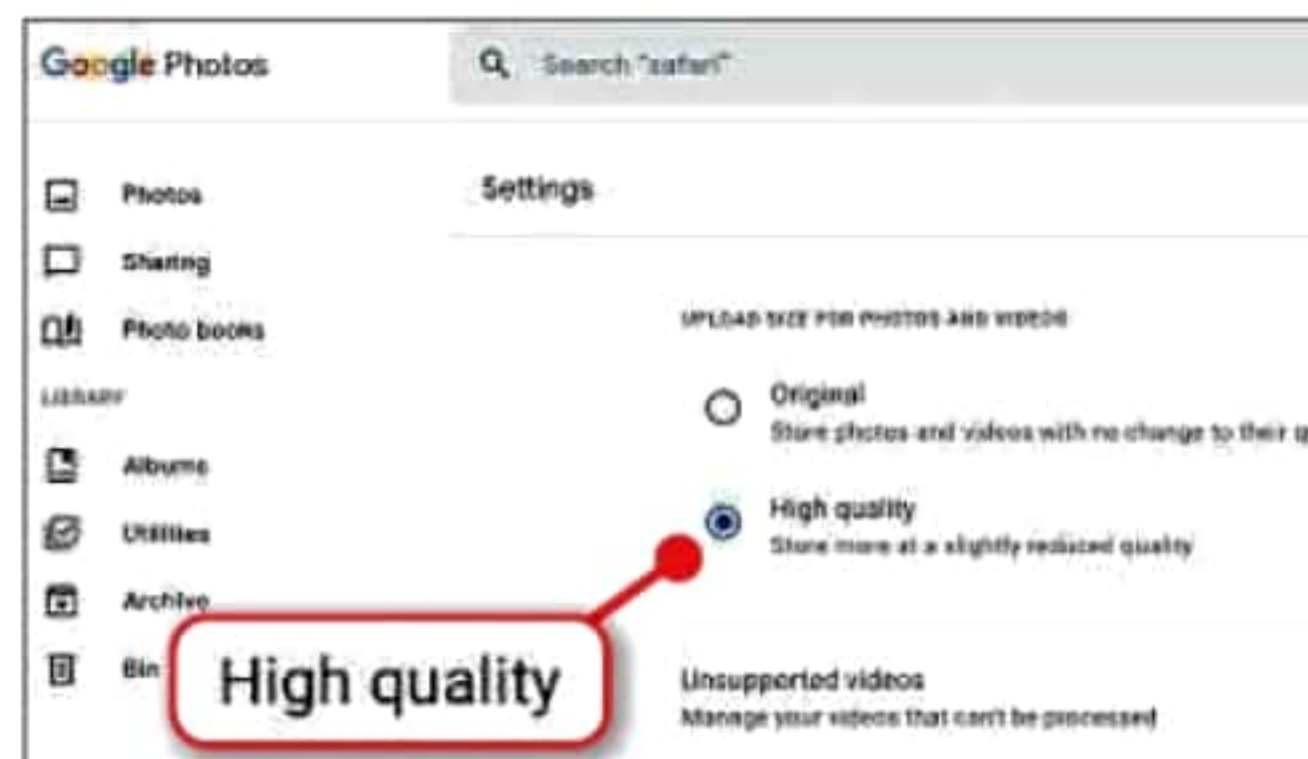 Google Photos
Search "safari"
Photos
Sharing
Photo books
LIBRARY
Albums
Utilities
Archive
Bin
Settings
UPLOAD SIZE FOR PHOTOS AND VIDEOS
Original
Store photos and videos with no change to their
High quality
Store more at a slightly reduced quality
High quality
Unsupported videos
Manage your videos that can't be processed